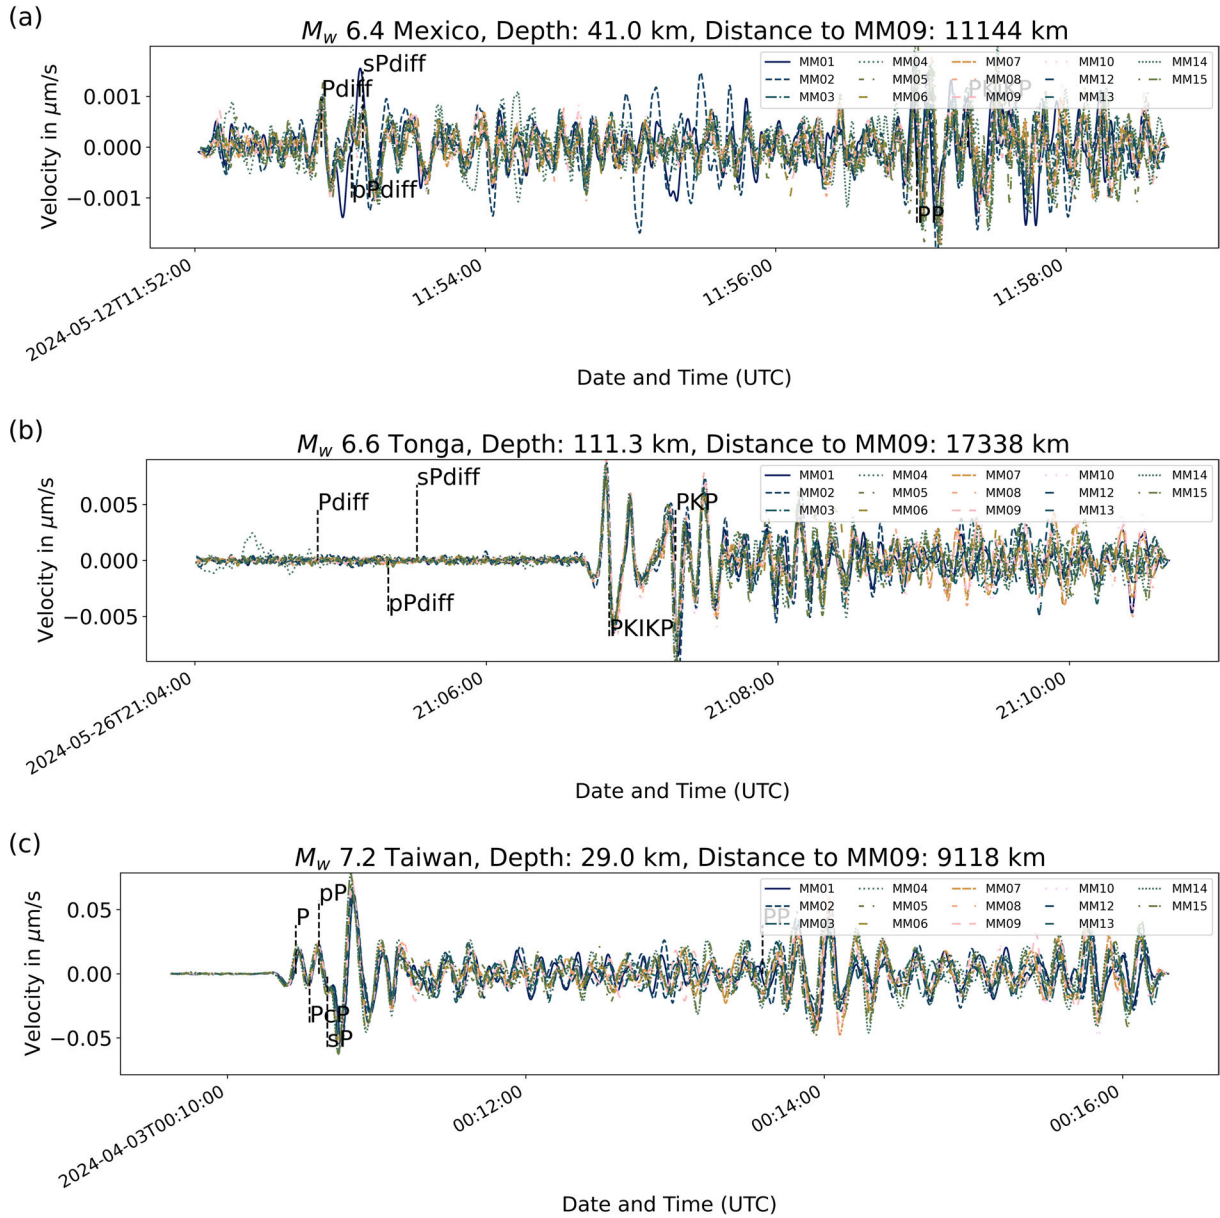 (a)
Mw 6.4 Mexico, Depth: 41.0 km, Distance to MM09: 11144 km
Velocity in μm/s
0.001
0.000
−0.001
sPdiff
Pdiff
pPdiff
PKIKP
PP
MM01 MM04 MM07 MM10 MM14
MM02 MM05 MM08 MM12 MM15
MM03 MM06 MM09 MM13
2024-05-12T11:52:00
11:54:00
11:56:00
11:58:00
Date and Time (UTC)
(b)
Mw 6.6 Tonga, Depth: 111.3 km, Distance to MM09: 17338 km
Velocity in μm/s
0.005
0.000
−0.005
sPdiff
Pdiff
PKP
pPdiff
PKIKP
MM01 MM04 MM07 MM10 MM14
MM02 MM05 MM08 MM12 MM15
MM03 MM06 MM09 MM13
2024-05-26T21:04:00
21:06:00
21:08:00
21:10:00
Date and Time (UTC)
(c)
Mw 7.2 Taiwan, Depth: 29.0 km, Distance to MM09: 9118 km
Velocity in μm/s
0.05
0.00
−0.05
pP
P
PP
PcP
sP
MM01 MM04 MM07 MM10 MM14
MM02 MM05 MM08 MM12 MM15
MM03 MM06 MM09 MM13
2024-04-03T00:10:00
00:12:00
00:14:00
00:16:00
Date and Time (UTC)